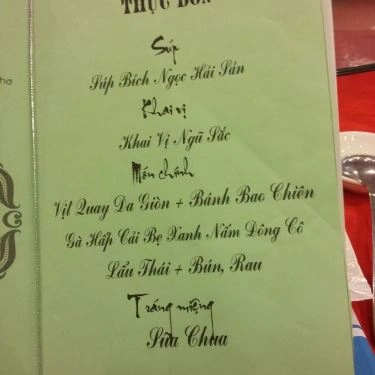 THỰC ĐƠN
Súp
Súp Bích Ngọc Hải Sản
Khai vị
Khai Vị Ngũ Sắc
Món chính
Vịt Quay Da Giòn + Bánh Bao Chiên
Gà Hấp Cải Bẹ Xanh Nấm Đông Cô
Lẩu Thái + Bún, Rau
Tráng miệng
Sữa Chua